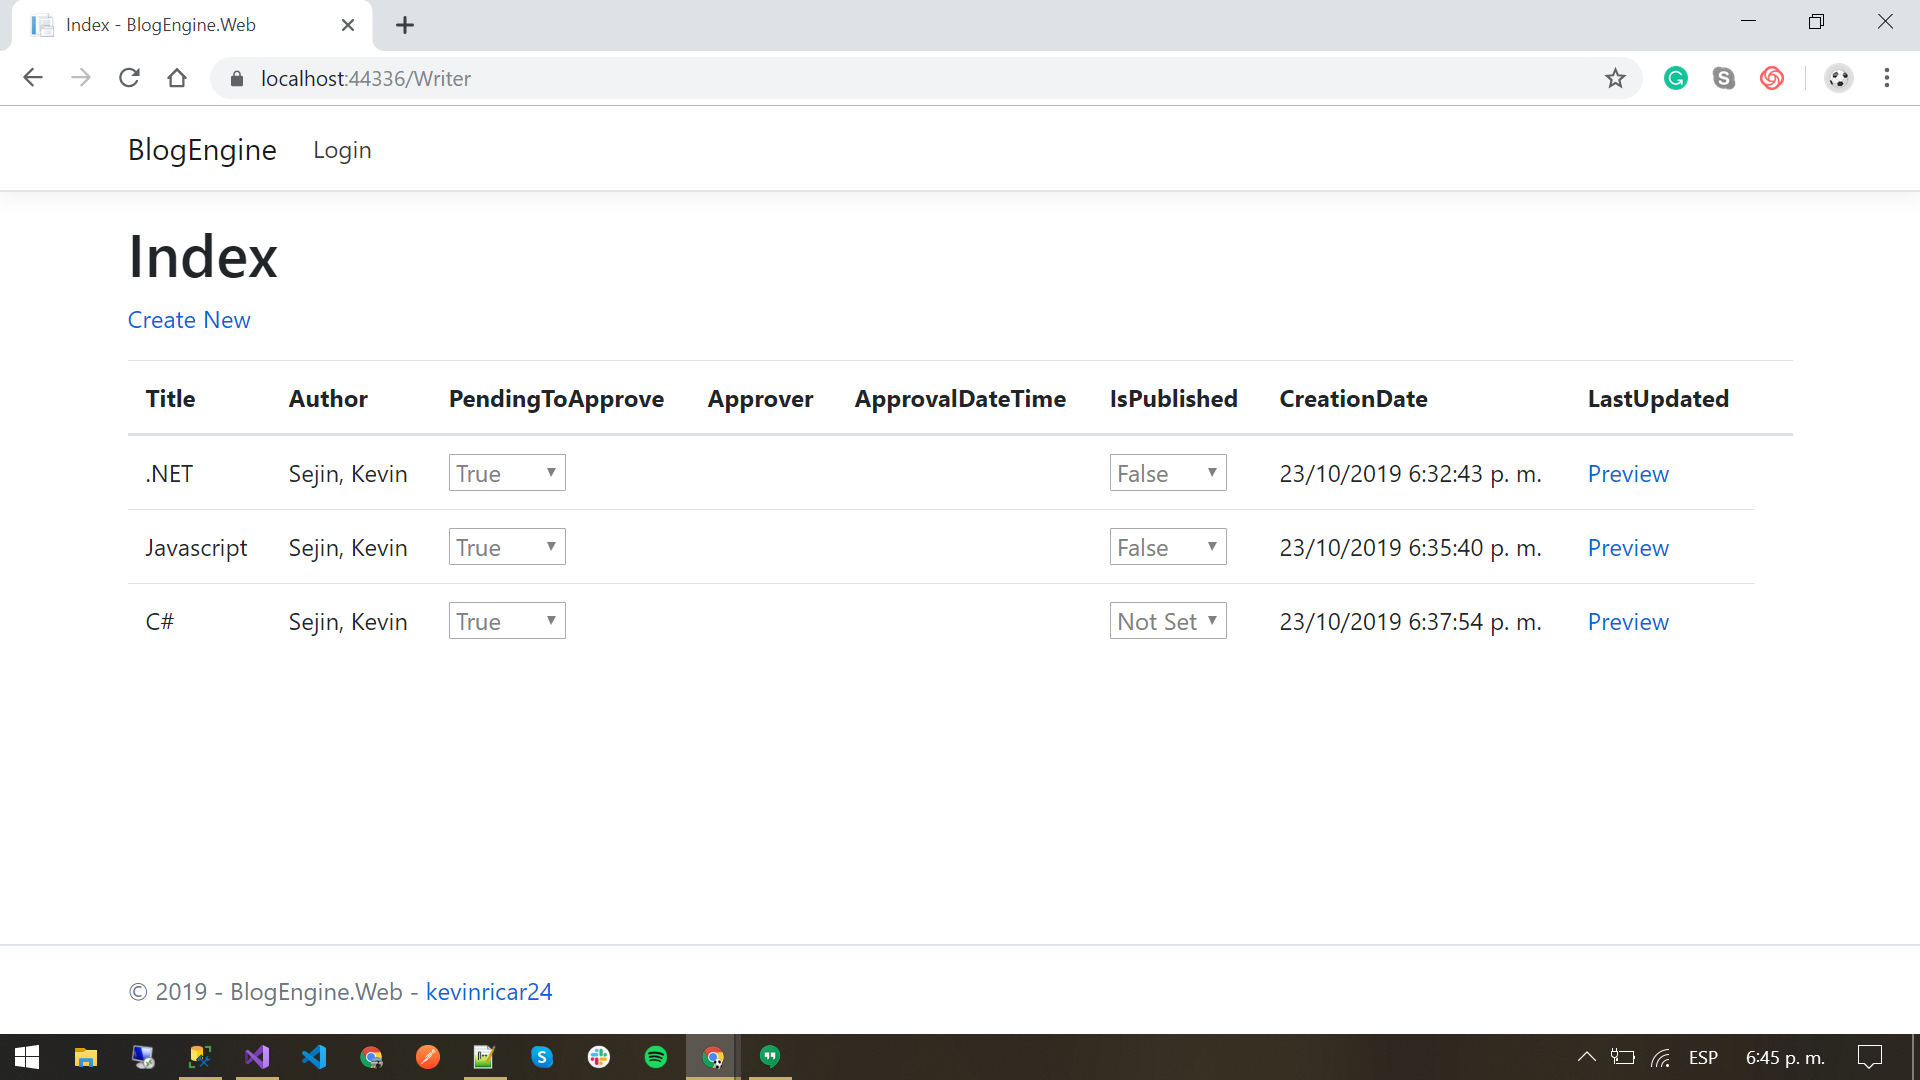 Index - BlogEngine.Web
localhost:44336/Writer
BlogEngine Login
Index
Create New
Title Author PendingToApprove Approver ApprovalDateTime IsPublished CreationDate LastUpdated
.NET Sejin, Kevin True False 23/10/2019 6:32:43 p. m. Preview
Javascript Sejin, Kevin True False 23/10/2019 6:35:40 p. m. Preview
C# Sejin, Kevin True Not Set 23/10/2019 6:37:54 p. m. Preview
© 2019 - BlogEngine.Web - kevinricar24
ESP 6:45 p. m.